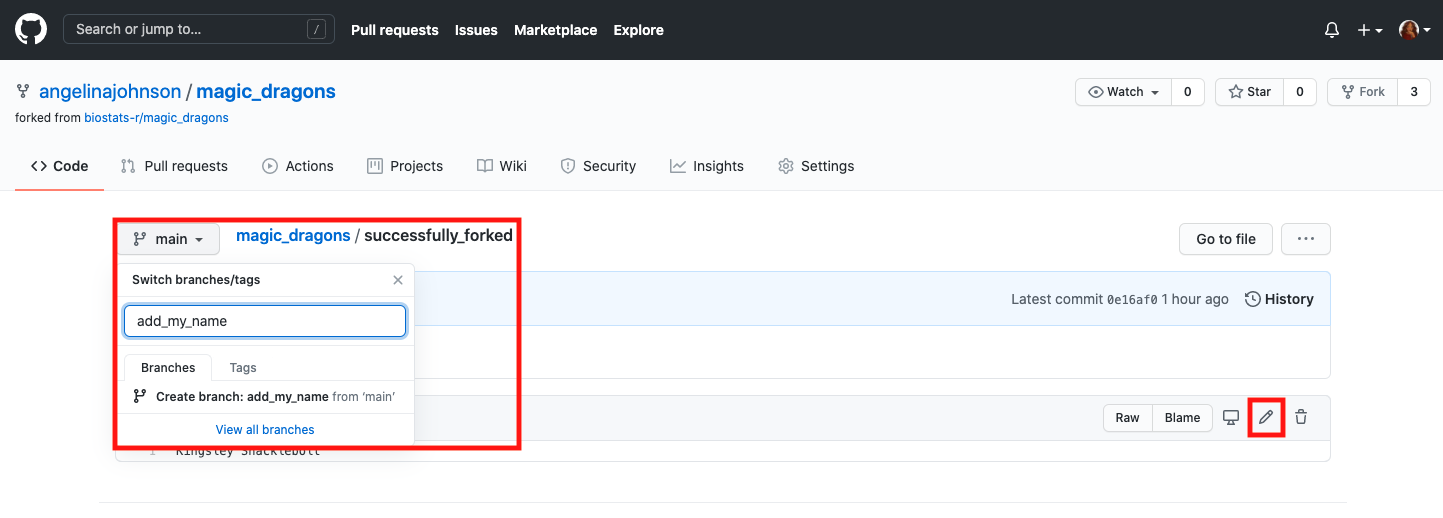 Search or jump to... / Pull requests Issues Marketplace Explore
angelinajohnson / magic_dragons Watch 0 Star 0 Fork 3
forked from biostats-r/magic_dragons
Code Pull requests Actions Projects Wiki Security Insights Settings
main magic_dragons / successfully_forked Go to file ...
Switch branches/tags
Latest commit 0e16af0 1 hour ago History
add_my_name
Branches Tags
Create branch: add_my_name from ‘main’
Raw Blame
View all branches
1 Kingsley Shacklebolt